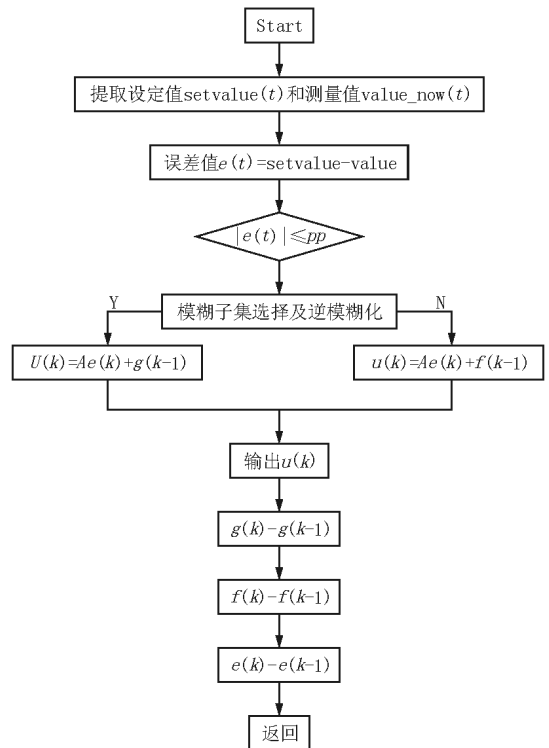 Start
提取设定值setvalue(t)和测量值value_now(t)
误差值e(t)=setvalue-value
|e(t)|≤pp
模糊子集选择及逆模糊化
Y
N
U(k)=Ae(k)+g(k-1)
u(k)=Ae(k)+f(k-1)
输出u(k)
g(k)-g(k-1)
f(k)-f(k-1)
e(k)-e(k-1)
返回